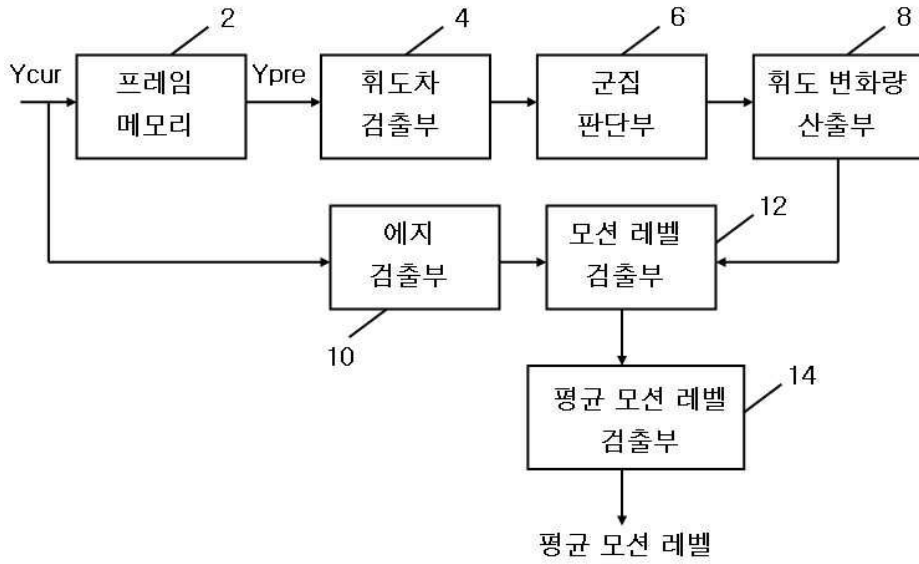 2
4
6
8
Ycur
프레임
메모리
Ypre
휘도차
검출부
군집
판단부
휘도 변화량
산출부
에지
검출부
10
모션 레벨
검출부
12
평균 모션 레벨
검출부
14
평균 모션 레벨